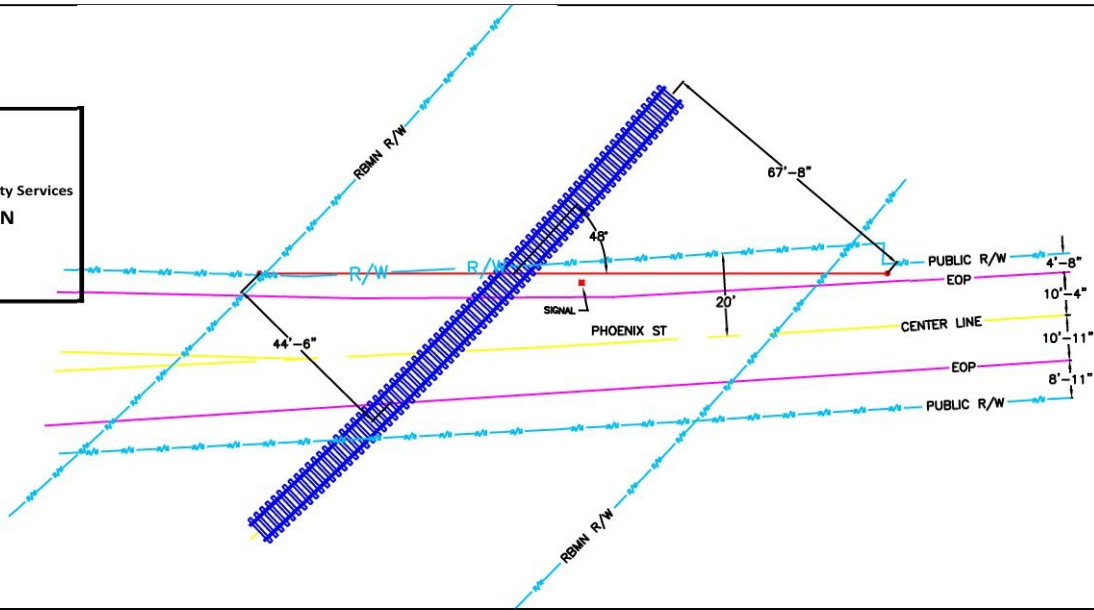 ty Services
N
RBMN R/W
67'-8"
48°
R/W
R/W
PUBLIC R/W
4'-8"
EOP
10'-4"
SIGNAL
20'
PHOENIX ST
CENTER LINE
10'-11"
44'-6"
EOP
8'-11"
PUBLIC R/W
RBMN R/W